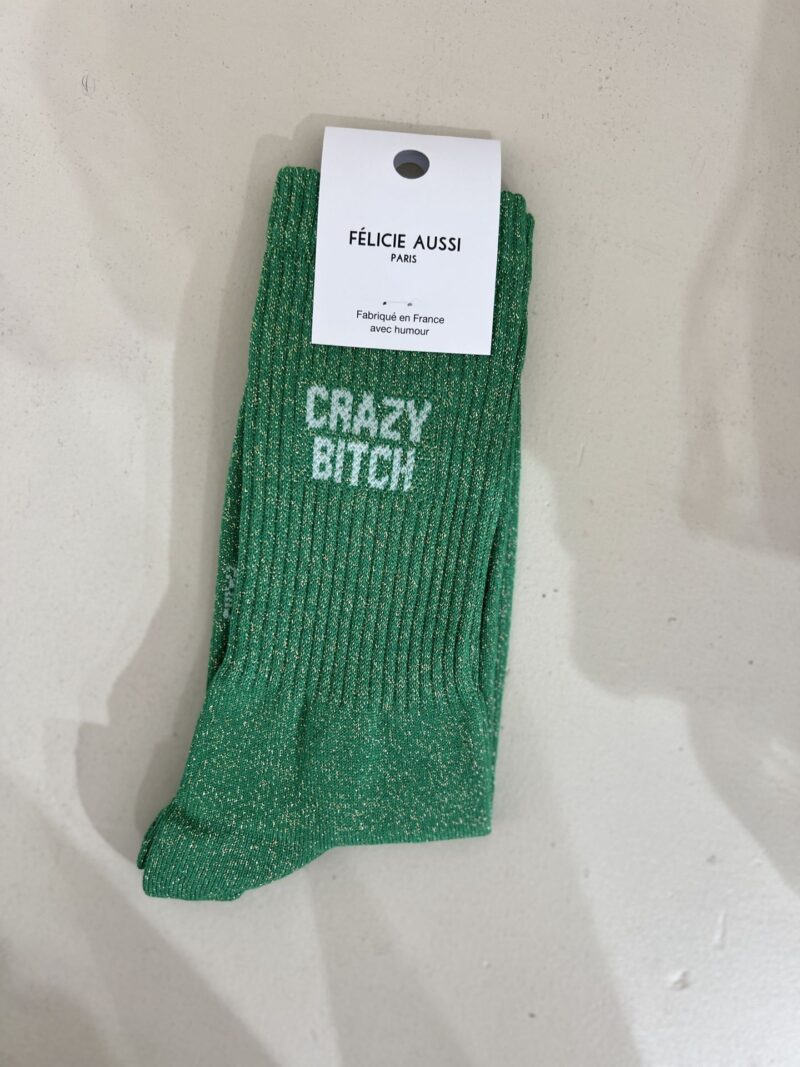 FÉLICIE AUSSI
PARIS
Fabriqué en France
avec humour
CRAZY
BITCH